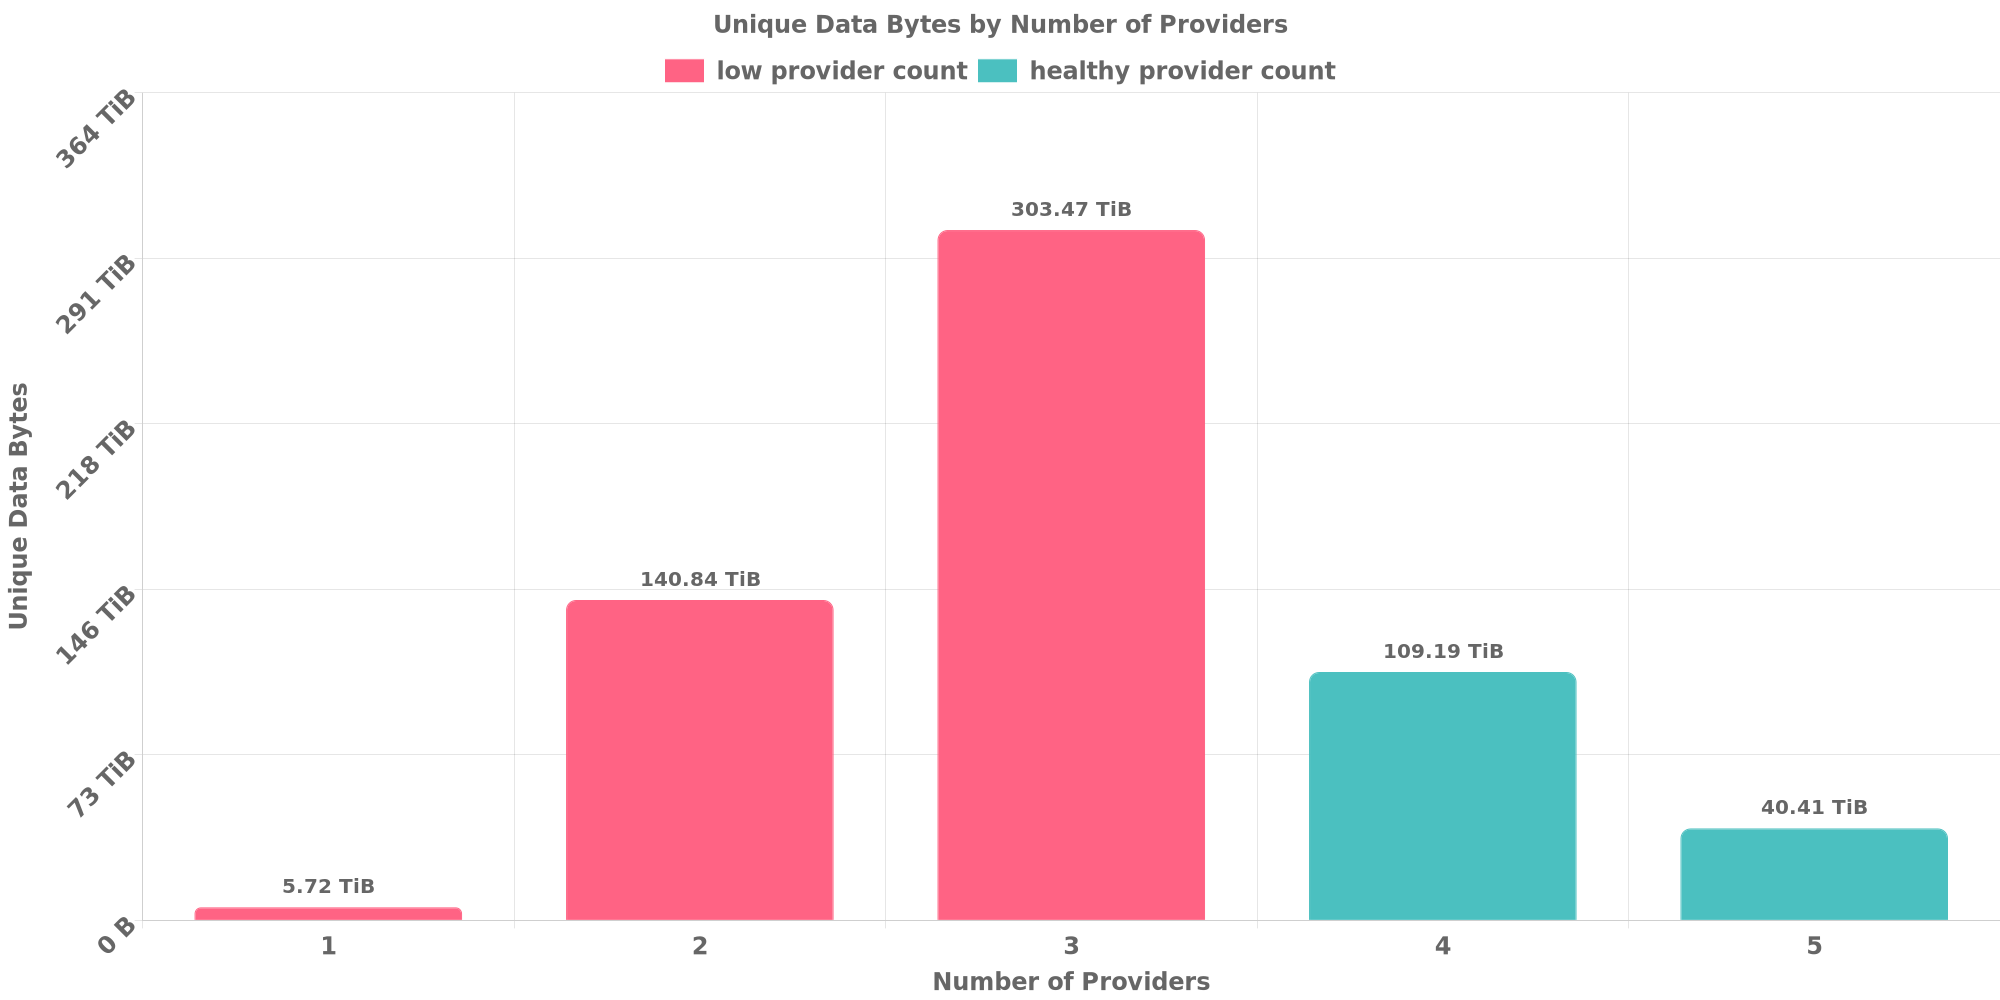 Unique Data Bytes by Number of Providers
low provider count healthy provider count
364 TiB
291 TiB
218 TiB
146 TiB
73 TiB
0 B
Unique Data Bytes
5.72 TiB
140.84 TiB
303.47 TiB
109.19 TiB
40.41 TiB
1 2 3 4 5
Number of Providers